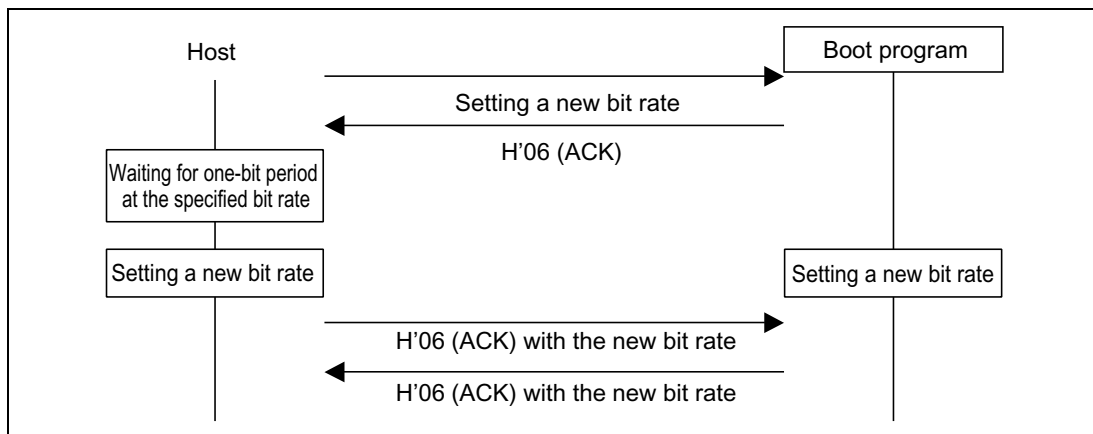 Host
Boot program
Setting a new bit rate
H'06 (ACK)
Waiting for one-bit period
at the specified bit rate
Setting a new bit rate
Setting a new bit rate
H'06 (ACK) with the new bit rate
H'06 (ACK) with the new bit rate